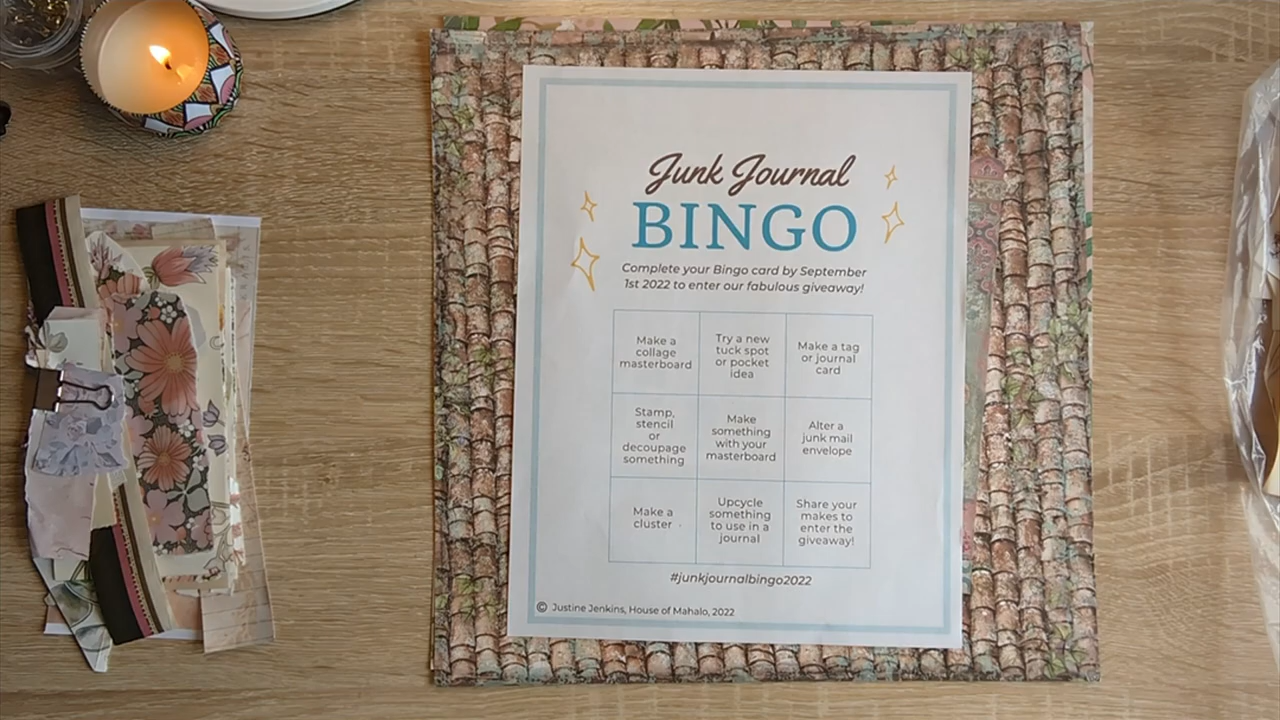 Junk Journal
BINGO
Complete your Bingo card by September
1st 2022 to enter our fabulous giveaway!
Make a
collage
masterboard
Try a new
tuck spot
or pocket
idea
Make a tag
or journal
card
Stamp,
stencil
or
decoupage
something
Make
something
with your
masterboard
Alter a
junk mail
envelope
Make a
cluster
Upcycle
something
to use in a
journal
Share your
makes to
enter the
giveaway!
#junkjournalbingo2022
© Justine Jenkins, House of Mahalo, 2022